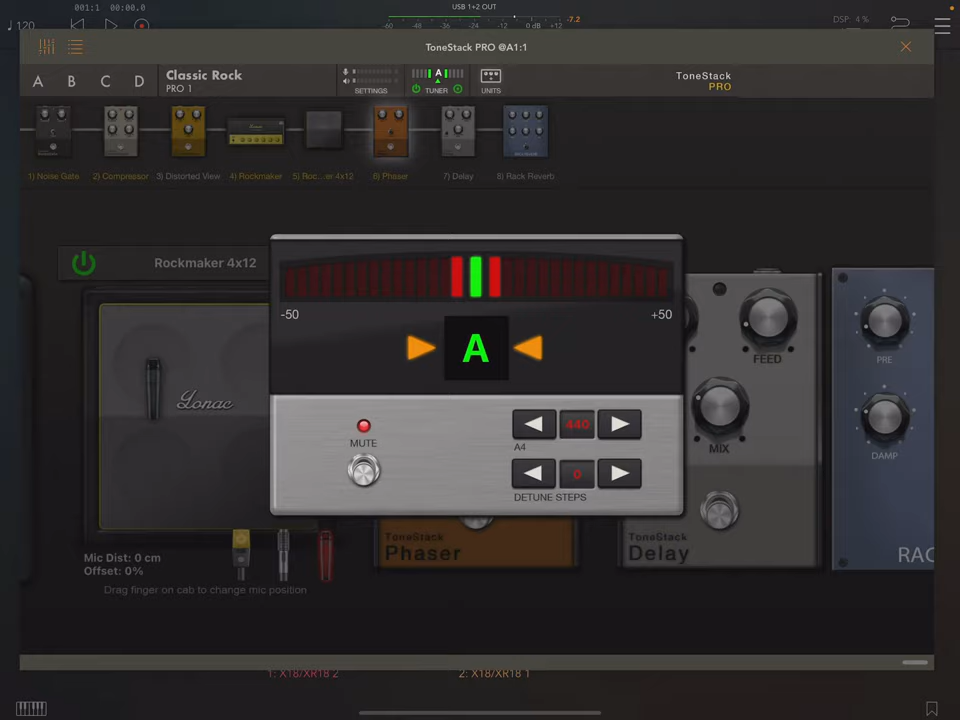 USB 1+2 OUT
001:1 00:00.0
♩120
-60 -48 -36 -24 0 dB +12
-7.2
DSP: 4 %
ToneStack PRO @A1:1
A B C D
Classic Rock
PRO 1
SETTINGS
A
TUNER
UNITS
ToneStack
PRO
1) Noise Gate
2) Compressor
3) Distorted View
4) Rockmaker
5) Roc...er 4x12
6) Phaser
7) Delay
8) Rack Reverb
Rockmaker 4x12
-50
+50
A
FEED
PRE
MIX
DAMP
Yonac
MUTE
440
A4
0
DETUNE STEPS
ToneStack
Phaser
ToneStack
Delay
RAC
Mic Dist: 0 cm
Offset: 0%
Drag finger on cab to change mic position
1: X18/XR18 2
2: X18/XR18 1